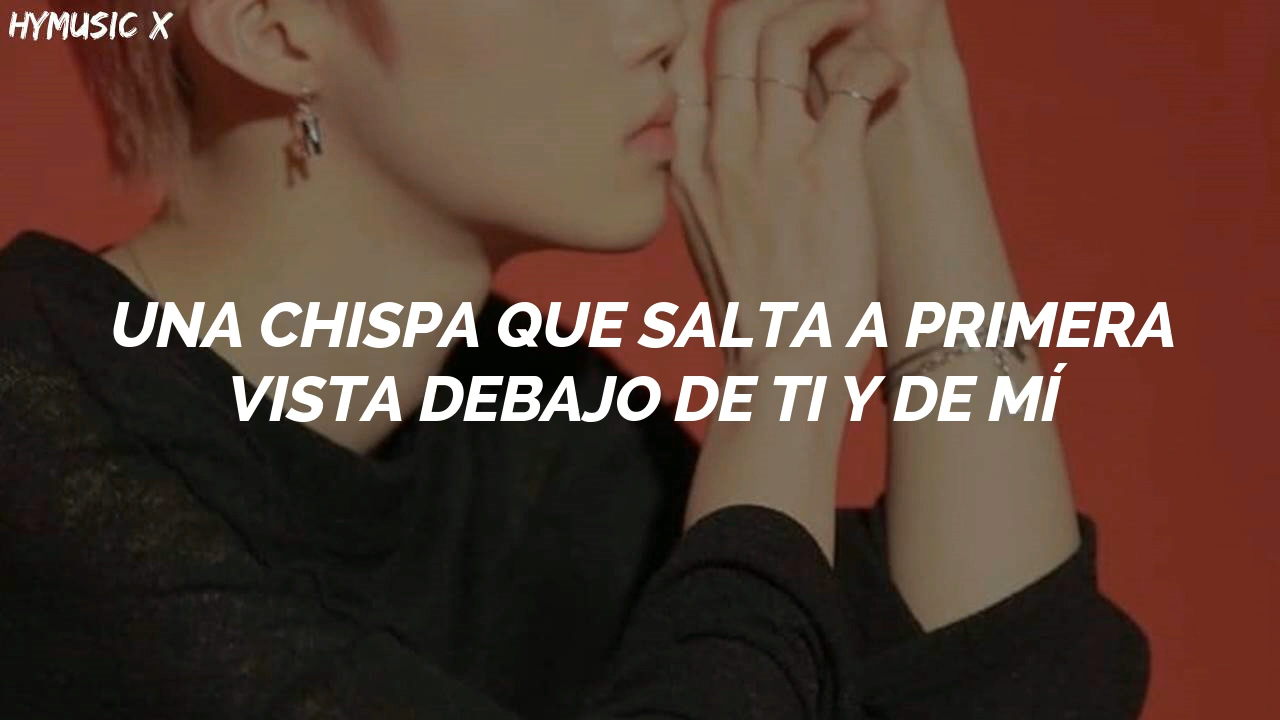 HYMUSIC X
UNA CHISPA QUE SALTA A PRIMERA
VISTA DEBAJO DE TI Y DE MÍ